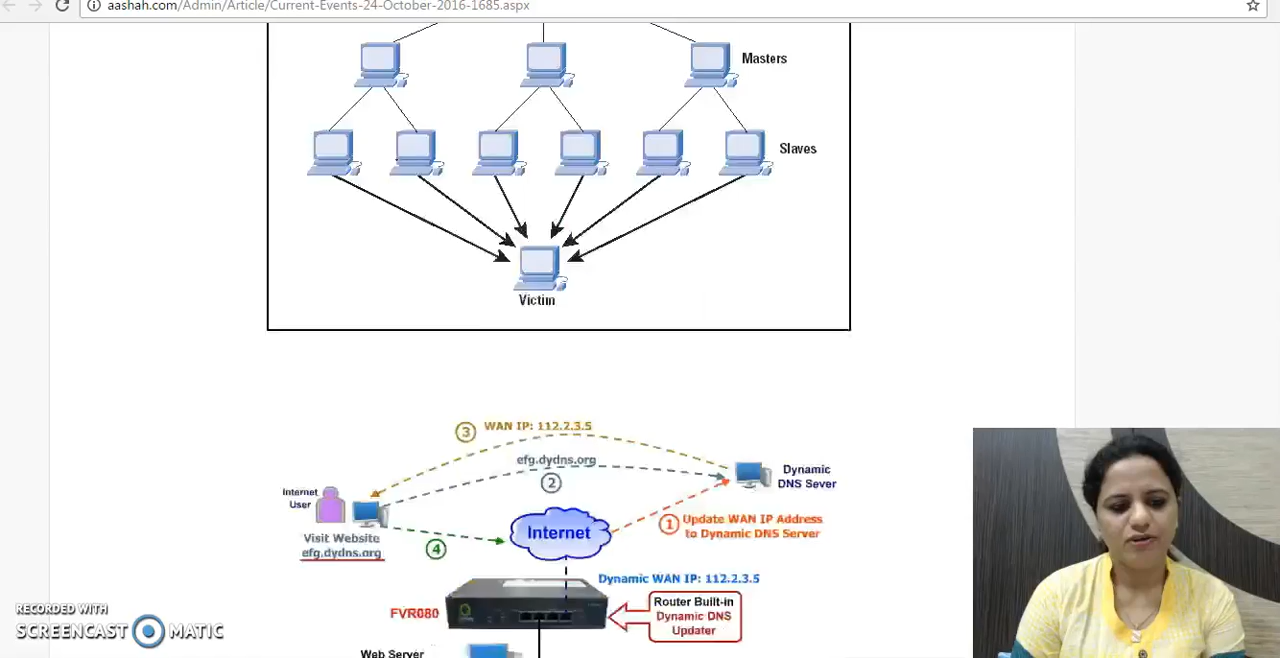 aashah.com/Admin/Article/Current-Events-24-October-2016-1685.aspx
Masters
Slaves
Victim
3 WAN IP: 112.2.3.5
efg.dydns.org
2
Dynamic
DNS Sever
Internet
User
1 Update WAN IP Address
to Dynamic DNS Server
Internet
Visit Website
efg.dydns.org
4
Dynamic WAN IP: 112.2.3.5
FVR080
Router Built-in
Dynamic DNS
Updater
Web Server
RECORDED WITH
SCREENCAST MATIC